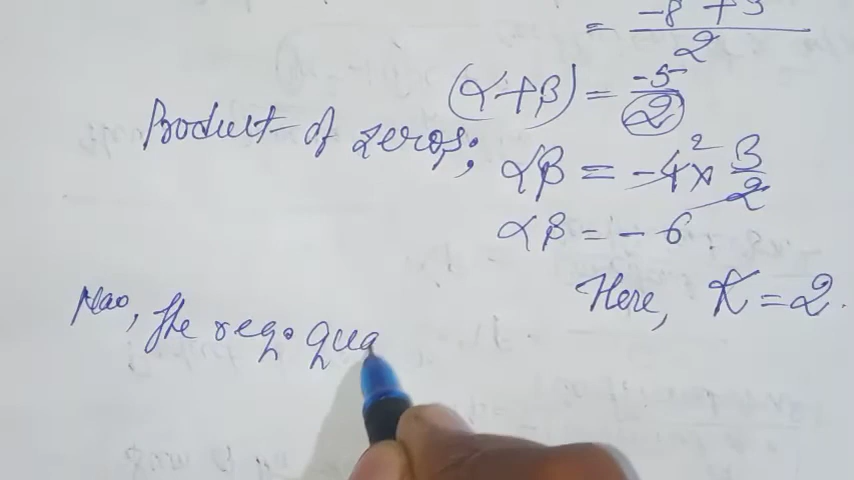 = -8 + 3 / 2
(α+β) = -5 / 2
Product of zeros; αβ = -4 × 3 / 2
2
αβ = - 6
Here, K = 2.
, the req. qua